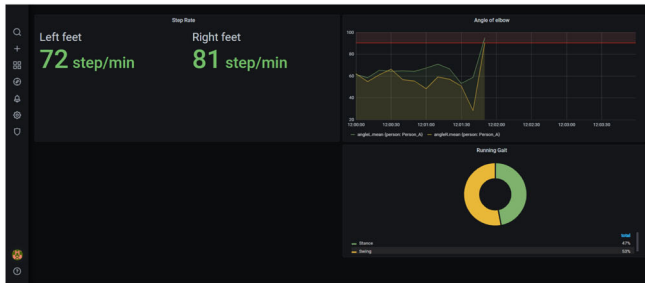 Step Rate
Left feet
Right feet
72 step/min
81 step/min
Angle of elbow
100
80
60
40
20
12:00:00
12:00:30
12:01:00
12:01:30
12:02:00
12:02:30
12:03:00
12:03:30
angleL.mean {person: Person_A}
angleR.mean {person: Person_A}
Running Gait
total
Stance
47%
Swing
53%